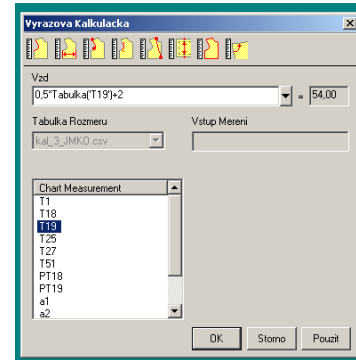 Vyrazova Kalkulacka
Vzd
0,5*Tabulka('T19')+2 = 54,00
Tabulka Rozmeru Vstup Mereni
kal_3_JMKO.csv
Chart Measurement
T1
T18
T19
T25
T27
T51
PT18
PT19
a1
a2
OK Storno Pouzit